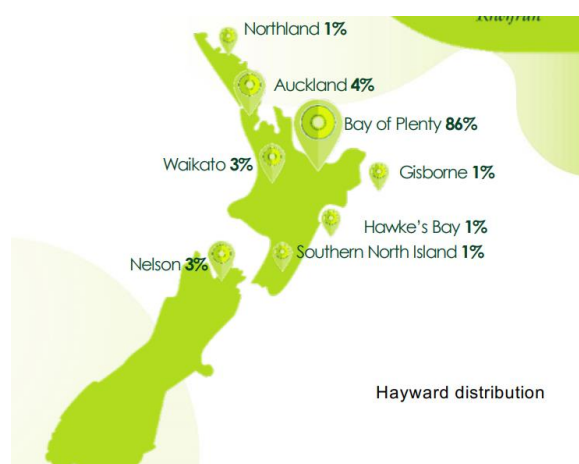 Northland 1%
Auckland 4%
Bay of Plenty 86%
Waikato 3%
Gisborne 1%
Hawke's Bay 1%
Southern North Island 1%
Nelson 3%
Hayward distribution